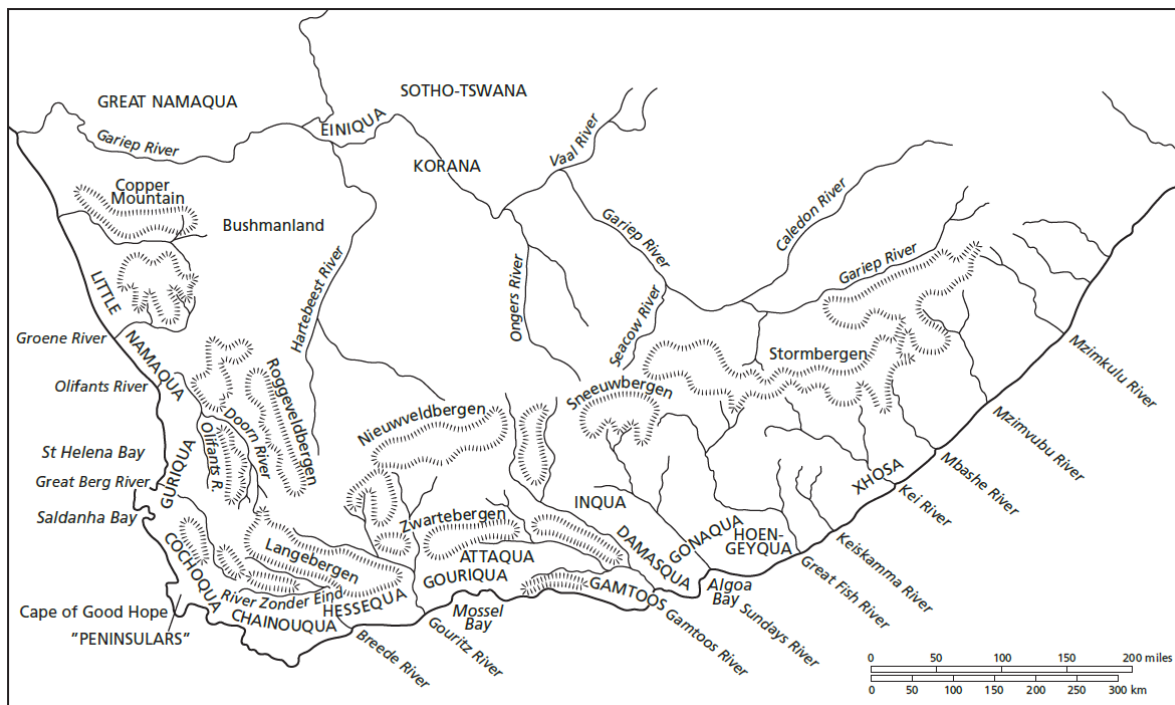 SOTHO-TSWANA
GREAT NAMAQUA
EINIQUA
Gariep River
Vaal River
KORANA
Copper
Mountain
Bushmanland
Gariep River
Caledon River
Gariep River
LITTLE
NAMAQUA
Hartebeest River
Ongers River
Seacow River
Groene River
Stormbergen
Mzimkulu River
Olifants River
Roggeveldbergen
Sneeuwbergen
Doorn River
Olifants R.
Nieuwveldbergen
Mzimvubu River
St Helena Bay
GURIQUA
Great Berg River
XHOSA
Mbashe River
Kei River
Saldanha Bay
INQUA
Zwartebergen
COCHOQUA
Langebergen
ATTAQUA
DAMASQUA
GONAQUA
HOEN-
GEYQUA
Keiskamma River
GOURIQUA
GAMTOOS
Algoa
Bay
Great Fish River
River Zonder Eind
HESSEQUA
Cape of Good Hope
CHAINOUQUA
Mossel
Bay
Gamtoos River
Sundays River
"PENINSULARS"
Breede River
Gouritz River
0 50 100 150 200 miles
0 50 100 150 200 250 300 km